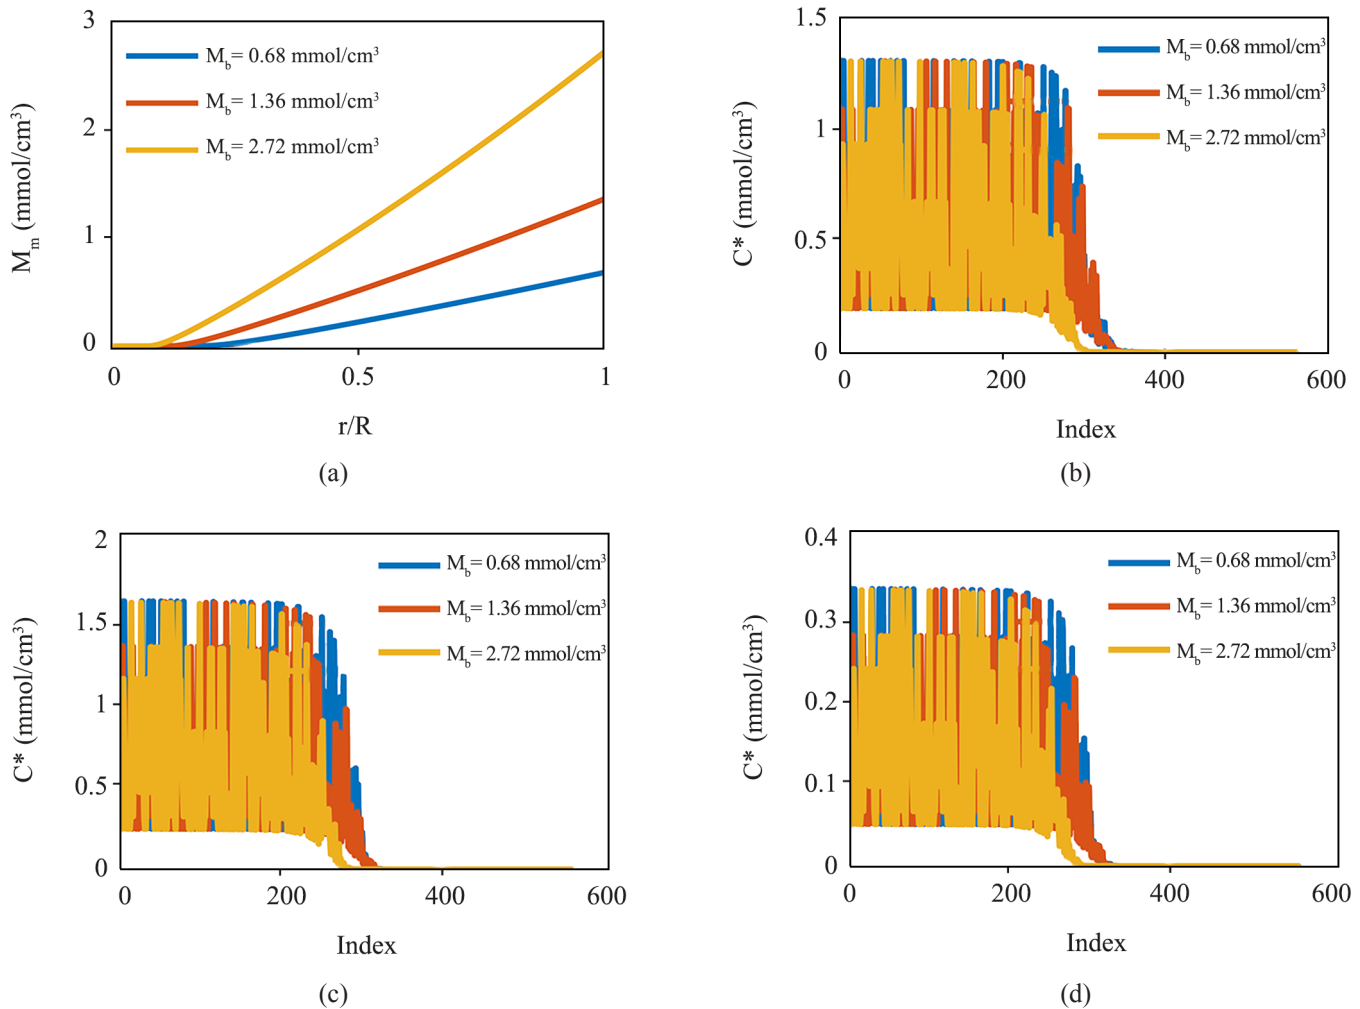 3
M_b= 0.68 mmol/cm³
M_b= 1.36 mmol/cm³
2
M_b= 2.72 mmol/cm³
M_m (mmol/cm³)
1
0
0 0.5 1
r/R
(a)
1.5
M_b= 0.68 mmol/cm³
M_b= 1.36 mmol/cm³
1
M_b= 2.72 mmol/cm³
C* (mmol/cm³)
0.5
0
0 200 400 600
Index
(b)
2
M_b= 0.68 mmol/cm³
M_b= 1.36 mmol/cm³
1.5
M_b= 2.72 mmol/cm³
C* (mmol/cm³)
1
0.5
0
0 200 400 600
Index
(c)
0.4
M_b= 0.68 mmol/cm³
M_b= 1.36 mmol/cm³
0.3
M_b= 2.72 mmol/cm³
C* (mmol/cm³)
0.2
0.1
0
0 200 400 600
Index
(d)